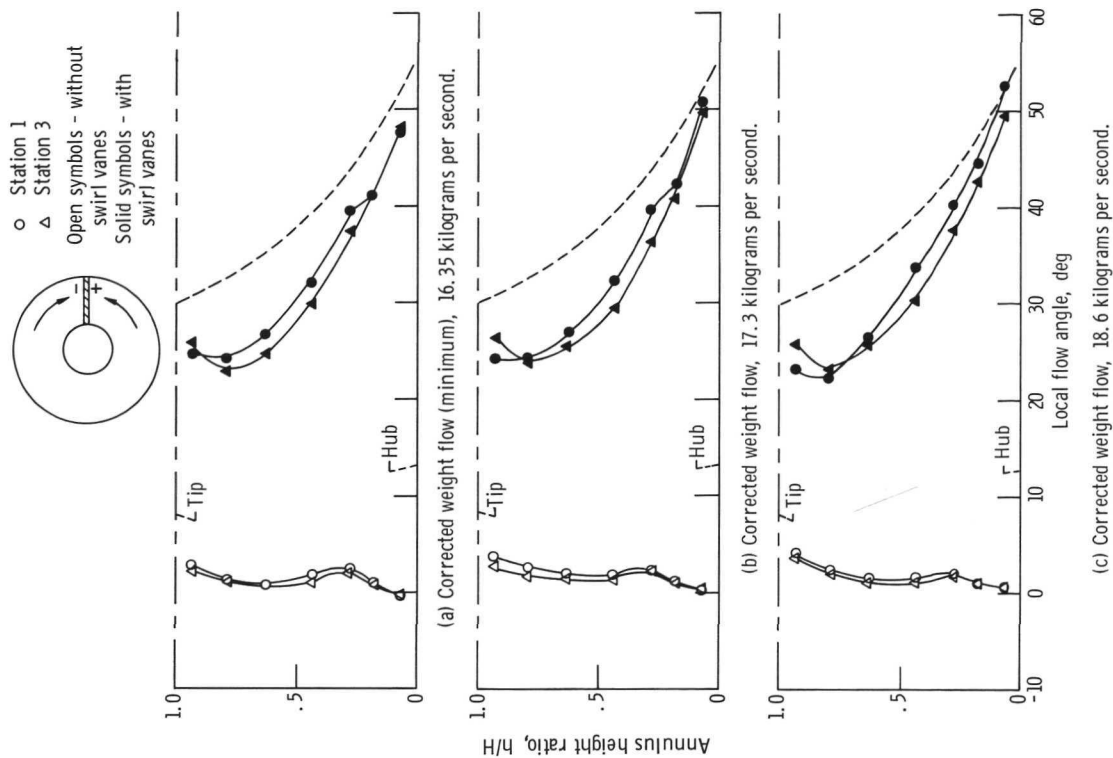 ○ Station 1
△ Station 3
Open symbols - without
swirl vanes
Solid symbols - with
swirl vanes
-
+
1.0
.5
0
Tip
Hub
(a) Corrected weight flow (minimum), 16.35 kilograms per second.
Annulus height ratio, h/H
1.0
.5
0
Hub
(b) Corrected weight flow, 17.3 kilograms per second.
1.0
.5
0
Tip
Hub
-10
0
10
20
30
40
50
60
Local flow angle, deg
(c) Corrected weight flow, 18.6 kilograms per second.